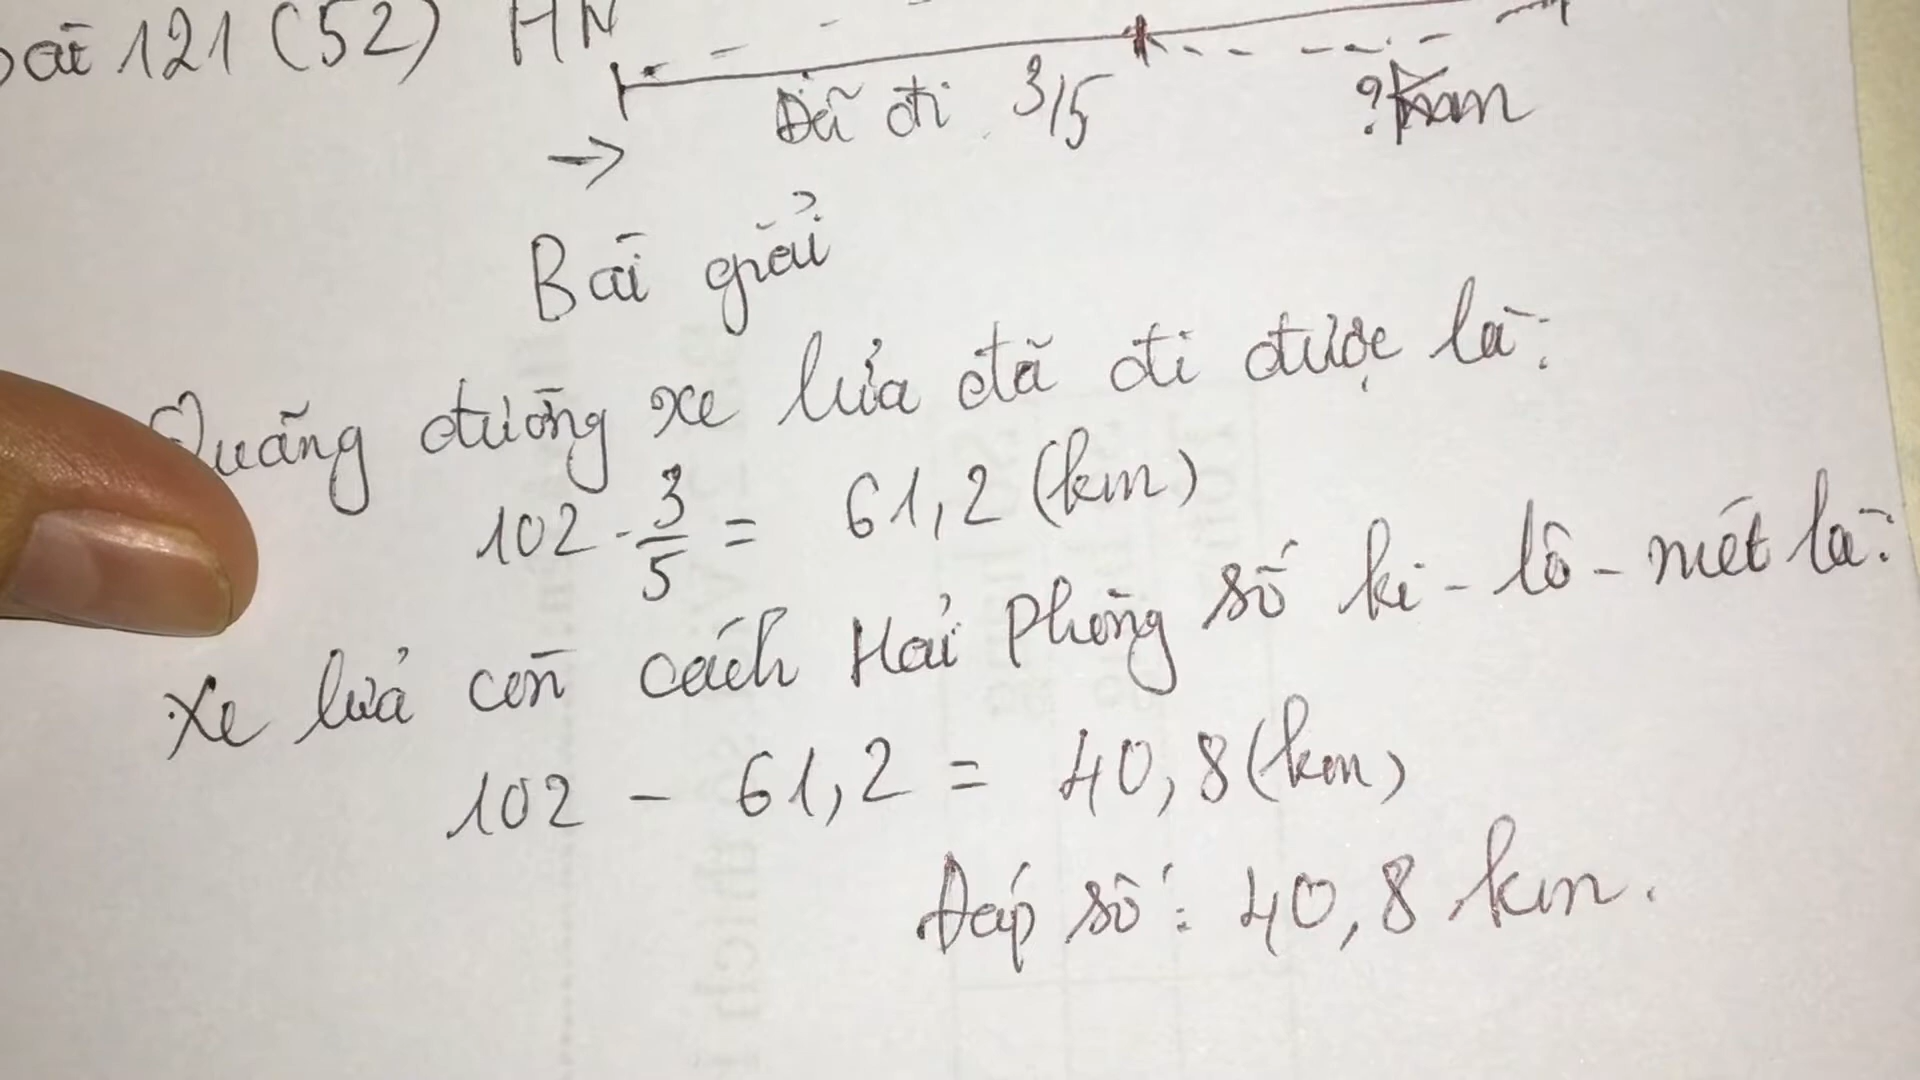 bài 121 (52) HN
Đã đi 3/5
? km
Bài giải
Quãng đường xe lửa đã đi được là:
102 . 3/5 = 61,2 (km)
Xe lửa còn cách Hải Phòng số ki - lô - mét là:
102 - 61,2 = 40,8 (km)
Đáp số: 40,8 km.